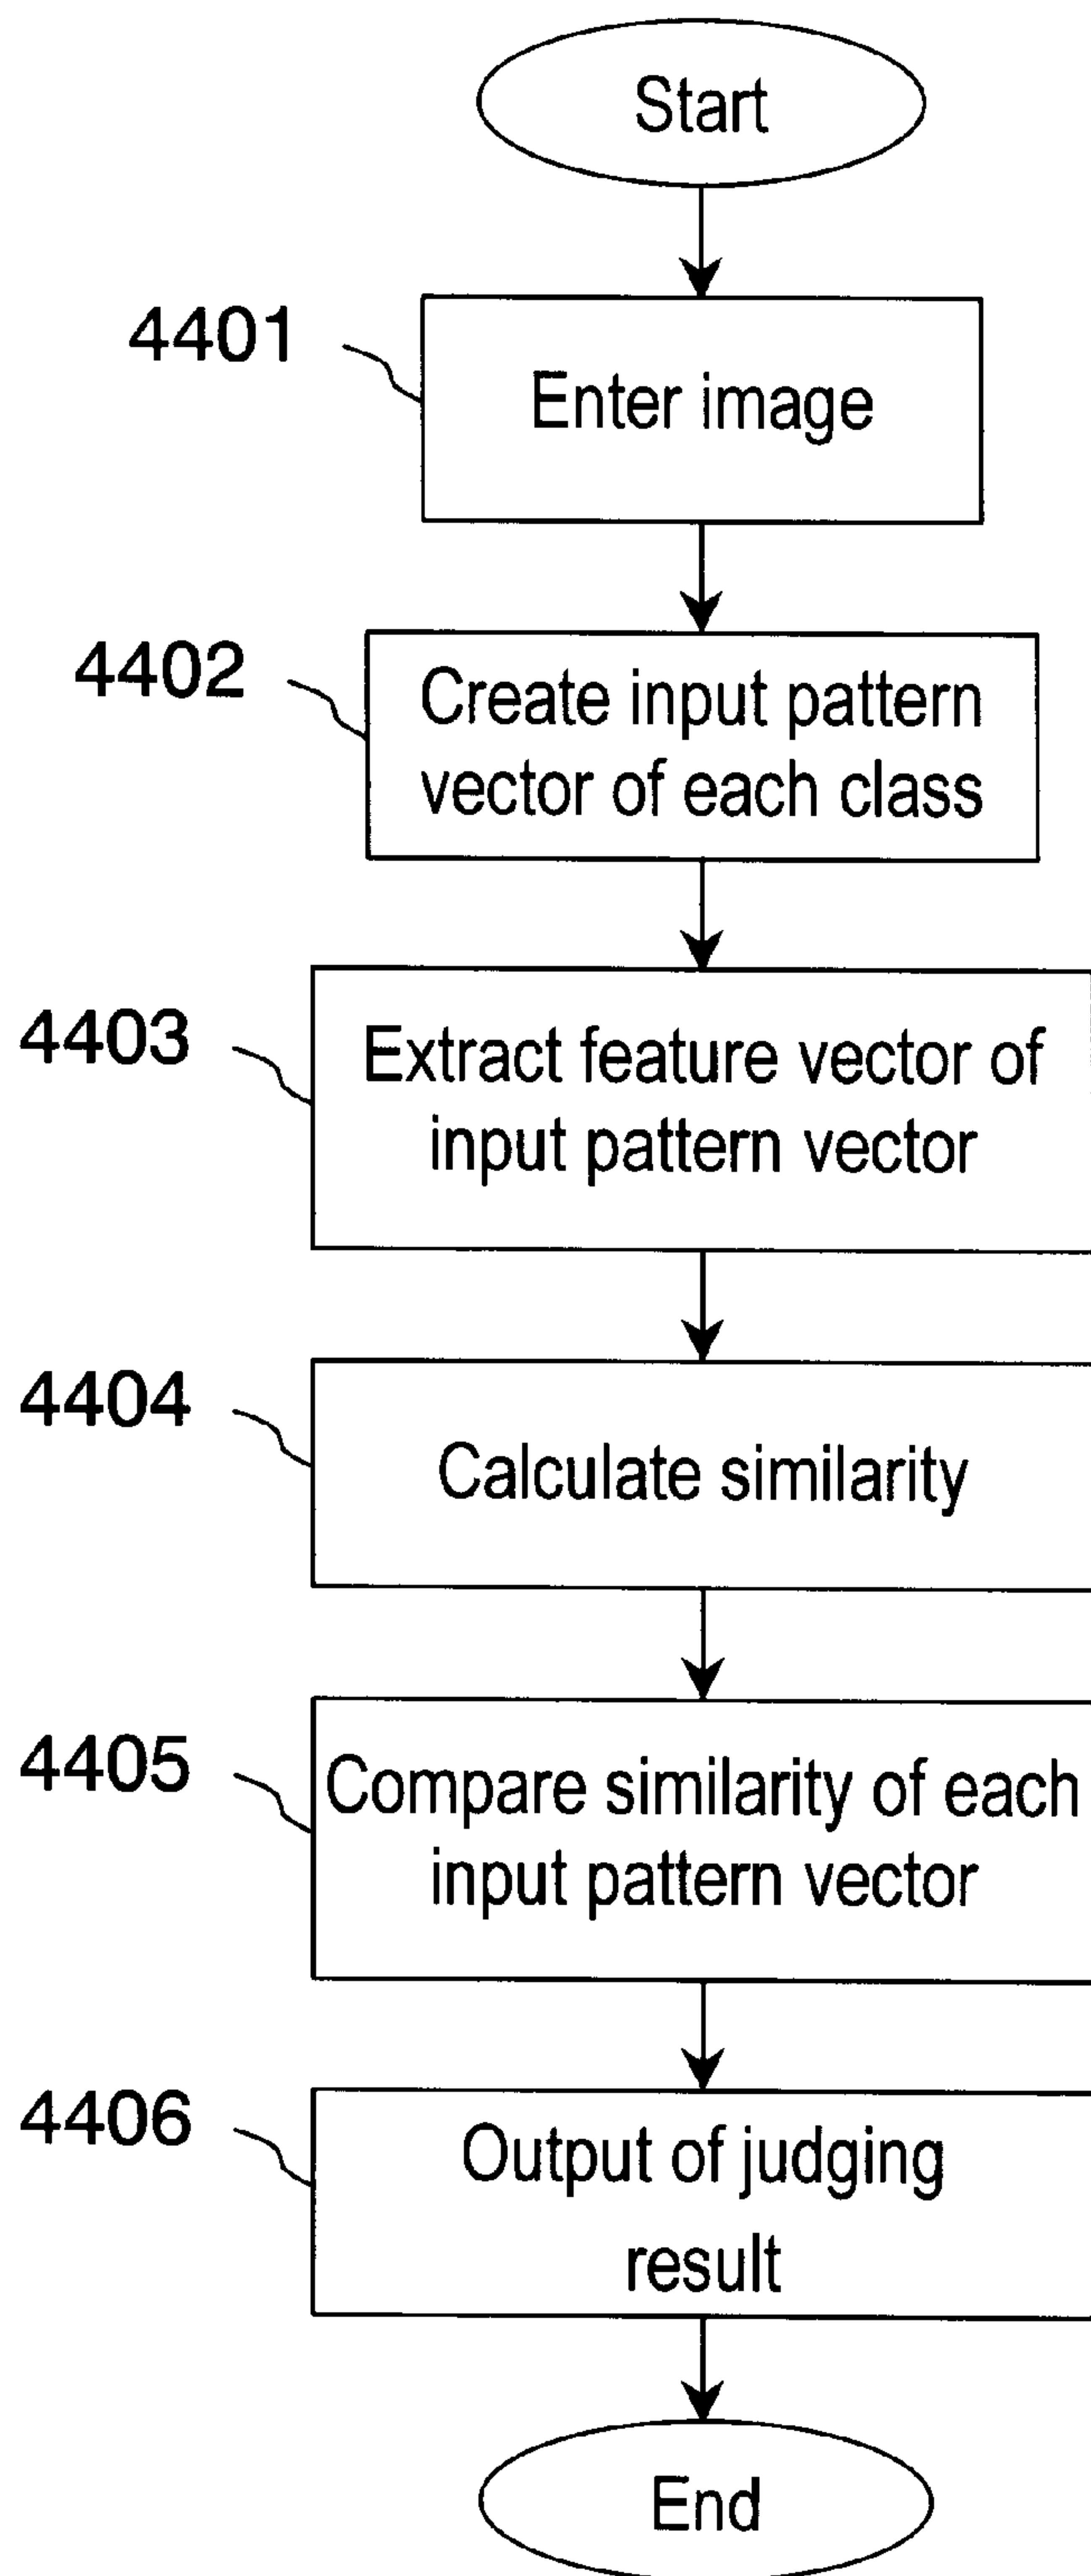 Start
4401
Enter image
4402
Create input pattern
vector of each class
4403
Extract feature vector of
input pattern vector
4404
Calculate similarity
4405
Compare similarity of each
input pattern vector
4406
Output of judging
result
End